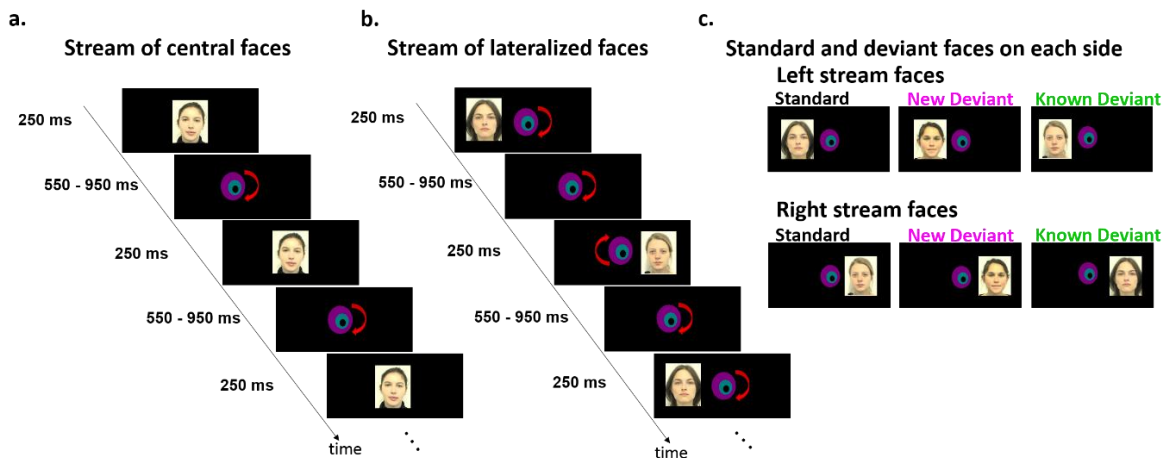 a.
Stream of central faces
250 ms
550 - 950 ms
250 ms
550 - 950 ms
250 ms
time
b.
Stream of lateralized faces
250 ms
550 - 950 ms
250 ms
550 - 950 ms
250 ms
time
c.
Standard and deviant faces on each side
Left stream faces
Standard New Deviant Known Deviant
Right stream faces
Standard New Deviant Known Deviant